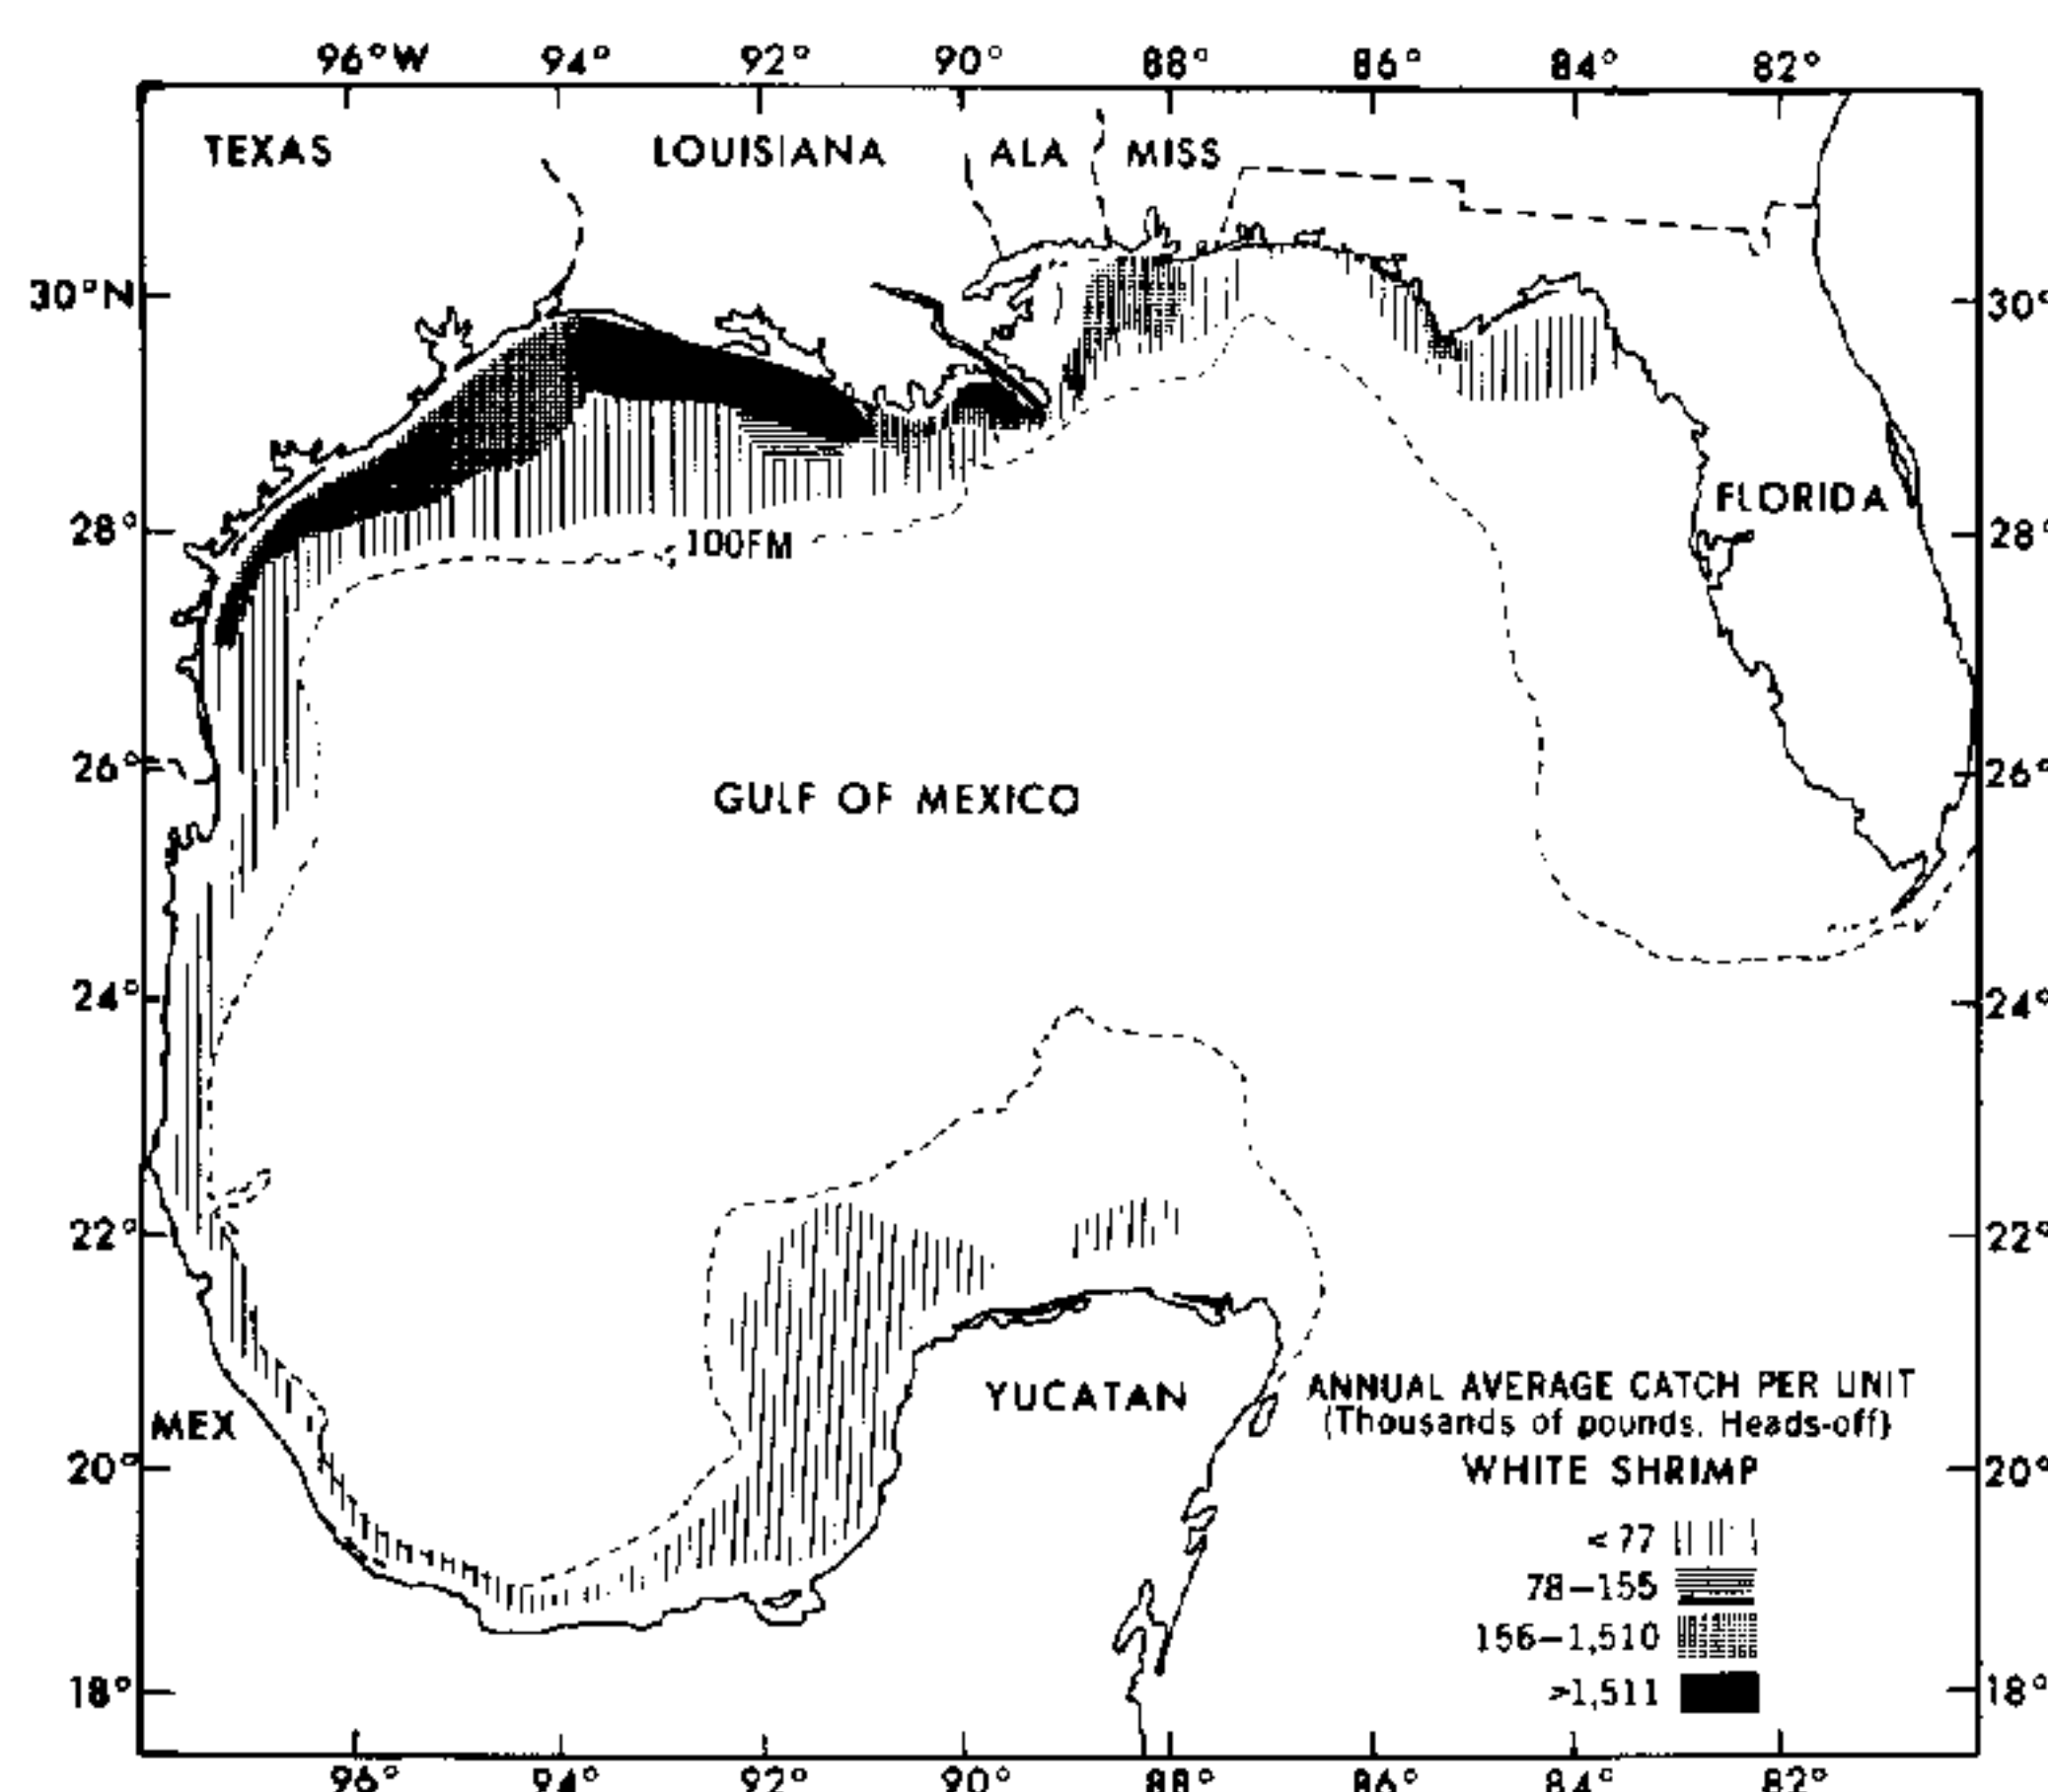 96°W 94° 92° 90° 88° 86° 84° 82°
TEXAS LOUISIANA ALA MISS
30°N 30°
28° 28°
FLORIDA
100FM
26° 26°
GULF OF MEXICO
24° 24°
22° 22°
YUCATAN
MEX
ANNUAL AVERAGE CATCH PER UNIT
(Thousands of pounds. Heads-off)
WHITE SHRIMP
20° 20°
<77
78–155
156–1,510
>1,511
18° 18°
96° 94° 92° 90° 88° 86° 84° 82°